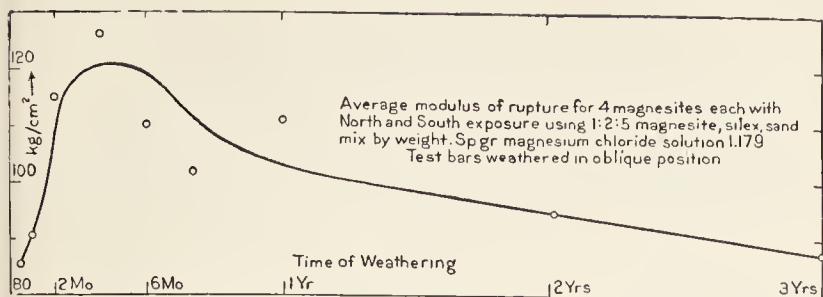 120
kg/cm²
100
80
Average modulus of rupture for 4 magnesites each with
North and South exposure using 1:2:5 magnesite, silex, sand
mix by weight. Sp gr magnesium chloride solution 1.179
Test bars weathered in oblique position
Time of Weathering
2 Mo
6 Mo
1 Yr
2 Yrs
3 Yrs